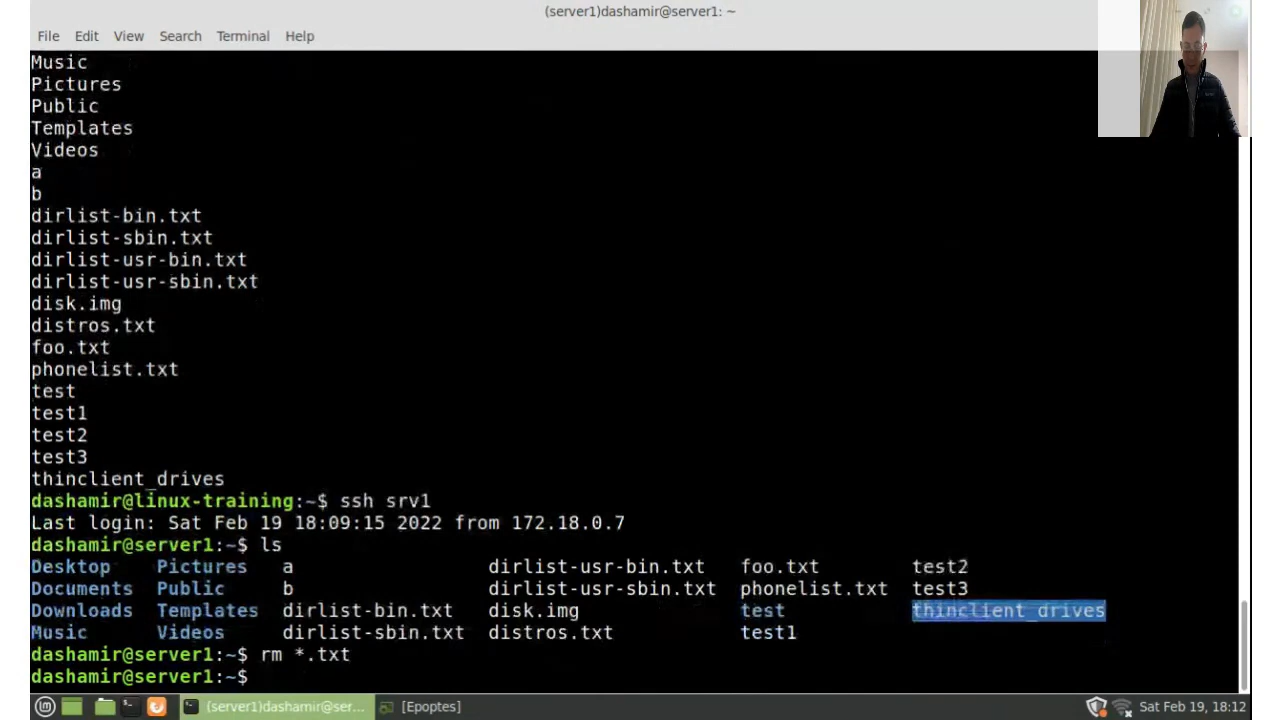 (server1)dashamir@server1: ~
File Edit View Search Terminal Help
Music
Pictures
Public
Templates
Videos
a
b
dirlist-bin.txt
dirlist-sbin.txt
dirlist-usr-bin.txt
dirlist-usr-sbin.txt
disk.img
distros.txt
foo.txt
phonelist.txt
test
test1
test2
test3
thinclient_drives
dashamir@linux-training:~$ ssh srv1
Last login: Sat Feb 19 18:09:15 2022 from 172.18.0.7
dashamir@server1:~$ ls
Desktop Pictures a dirlist-usr-bin.txt foo.txt test2
Documents Public b dirlist-usr-sbin.txt phonelist.txt test3
Downloads Templates dirlist-bin.txt disk.img test thinclient_drives
Music Videos dirlist-sbin.txt distros.txt test1
dashamir@server1:~$ rm *.txt
dashamir@server1:~$
(server1)dashamir@ser... [Epoptes] Sat Feb 19, 18:12